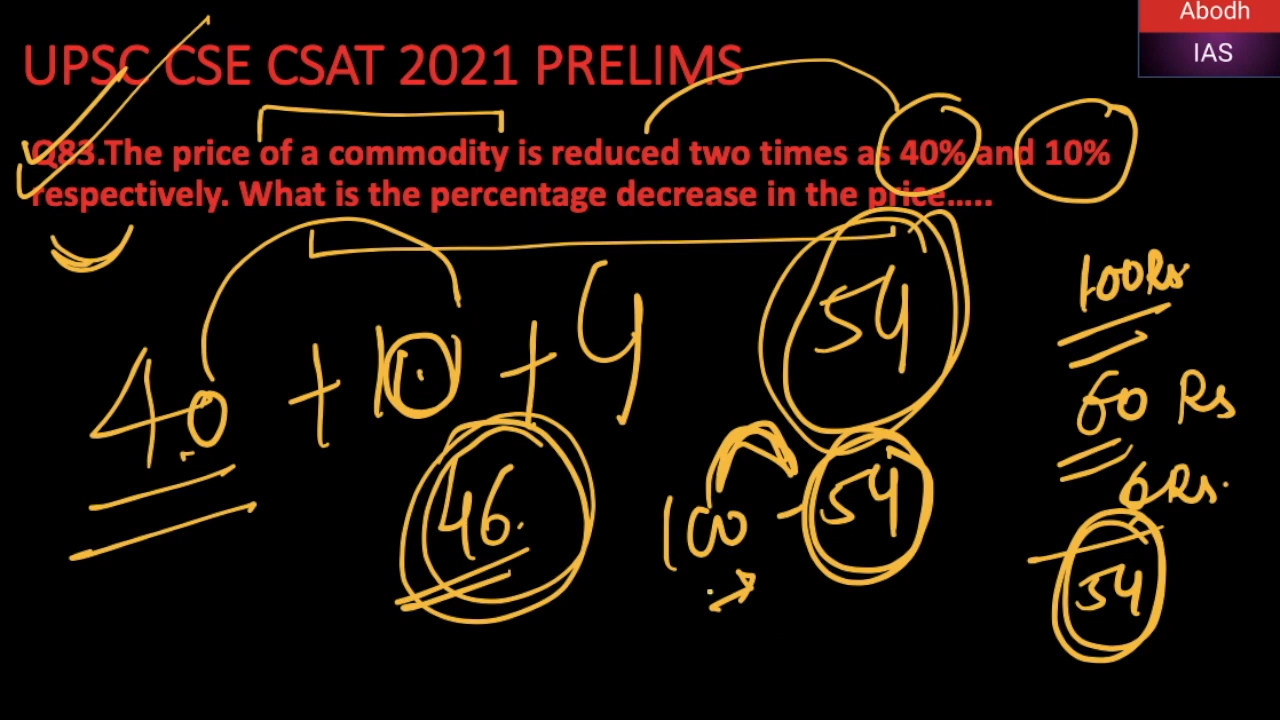 Abodh
IAS
UPSC CSE CSAT 2021 PRELIMS
Q83.The price of a commodity is reduced two times as 40% and 10%
respectively. What is the percentage decrease in the price.....
40 + 10 + 4
54
100Rs
60 Rs
6Rs.
54
46.
100 - 54